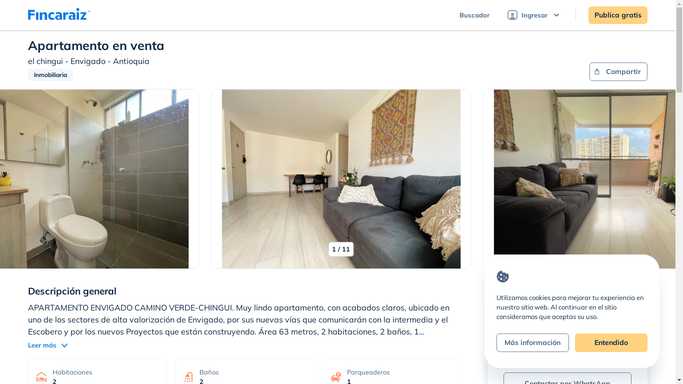 Fincaraiz
Buscador
Ingresar
Publica gratis
Apartamento en venta
el chingui - Envigado - Antioquia
Inmobiliaria
Compartir
1 / 11
Descripción general
APARTAMENTO ENVIGADO CAMINO VERDE-CHINGUI. Muy lindo apartamento, con acabados claros, ubicado en
uno de los sectores de alta valorización de Envigado, por sus nuevas vías que comunicarán con la intermedia y el
Escobero y por los nuevos Proyectos que están construyendo. Área 63 metros, 2 habitaciones, 2 baños, 1...
Leer más
Habitaciones
2
Baños
2
Parqueaderos
1
Utilizamos cookies para mejorar tu experiencia en
nuestro sitio web. Al continuar en el sitio
consideramos que aceptas su uso.
Más información
Entendido
Contactar por WhatsApp